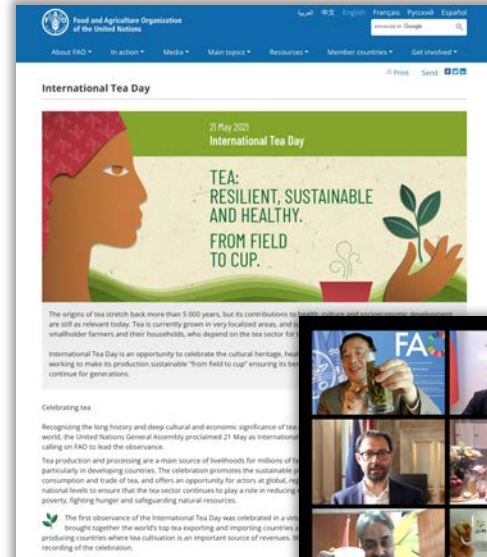 Food and Agriculture Organization
of the United Nations
العربية 中文 English Français Русский Español
Google
About FAO In action Media Main topics Resources Member countries Get involved
Print Send
International Tea Day
21 May 2021
International Tea Day
TEA:
RESILIENT, SUSTAINABLE
AND HEALTHY.
FROM FIELD
TO CUP.
The origins of tea stretch back more than 5 000 years, but its contributions to health, culture and socioeconomic development
are still as relevant today. Tea is currently grown in very localized areas, and
smallholder farmers and their households, who depend on the tea sector for
International Tea Day is an opportunity to celebrate the cultural heritage,
working to make its production sustainable "from field to cup" ensuring its
continue for generations.
Celebrating tea
Recognizing the long history and deep cultural and economic significance of tea
world, the United Nations General Assembly proclaimed 21 May as International
calling on FAO to lead the observance.
Tea production and processing are a main source of livelihoods for millions of
particularly in developing countries. The celebration promotes the sustainable
consumption and trade of tea, and offers an opportunity for actors at global,
national levels to ensure that the tea sector continues to play a role in reducing
poverty, fighting hunger and safeguarding natural resources.
The first observance of the International Tea Day was celebrated in a
brought together the world's top tea exporting and importing countries
producing countries where tea cultivation is an important source of revenues.
recording of the celebration.
FA